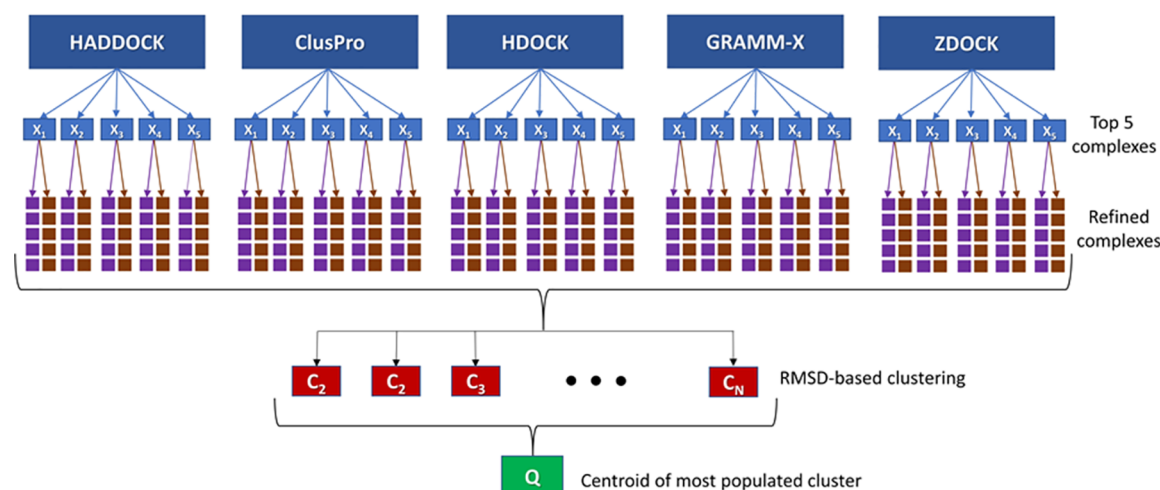 HADDOCK ClusPro HDOCK GRAMM-X ZDOCK
X1 X2 X3 X4 X5 X1 X2 X3 X4 X5 X1 X2 X3 X4 X5 X1 X2 X3 X4 X5 X1 X2 X3 X4 X5
Top 5
complexes
Refined
complexes
C2 C2 C3 • • • CN
RMSD-based clustering
Q
Centroid of most populated cluster